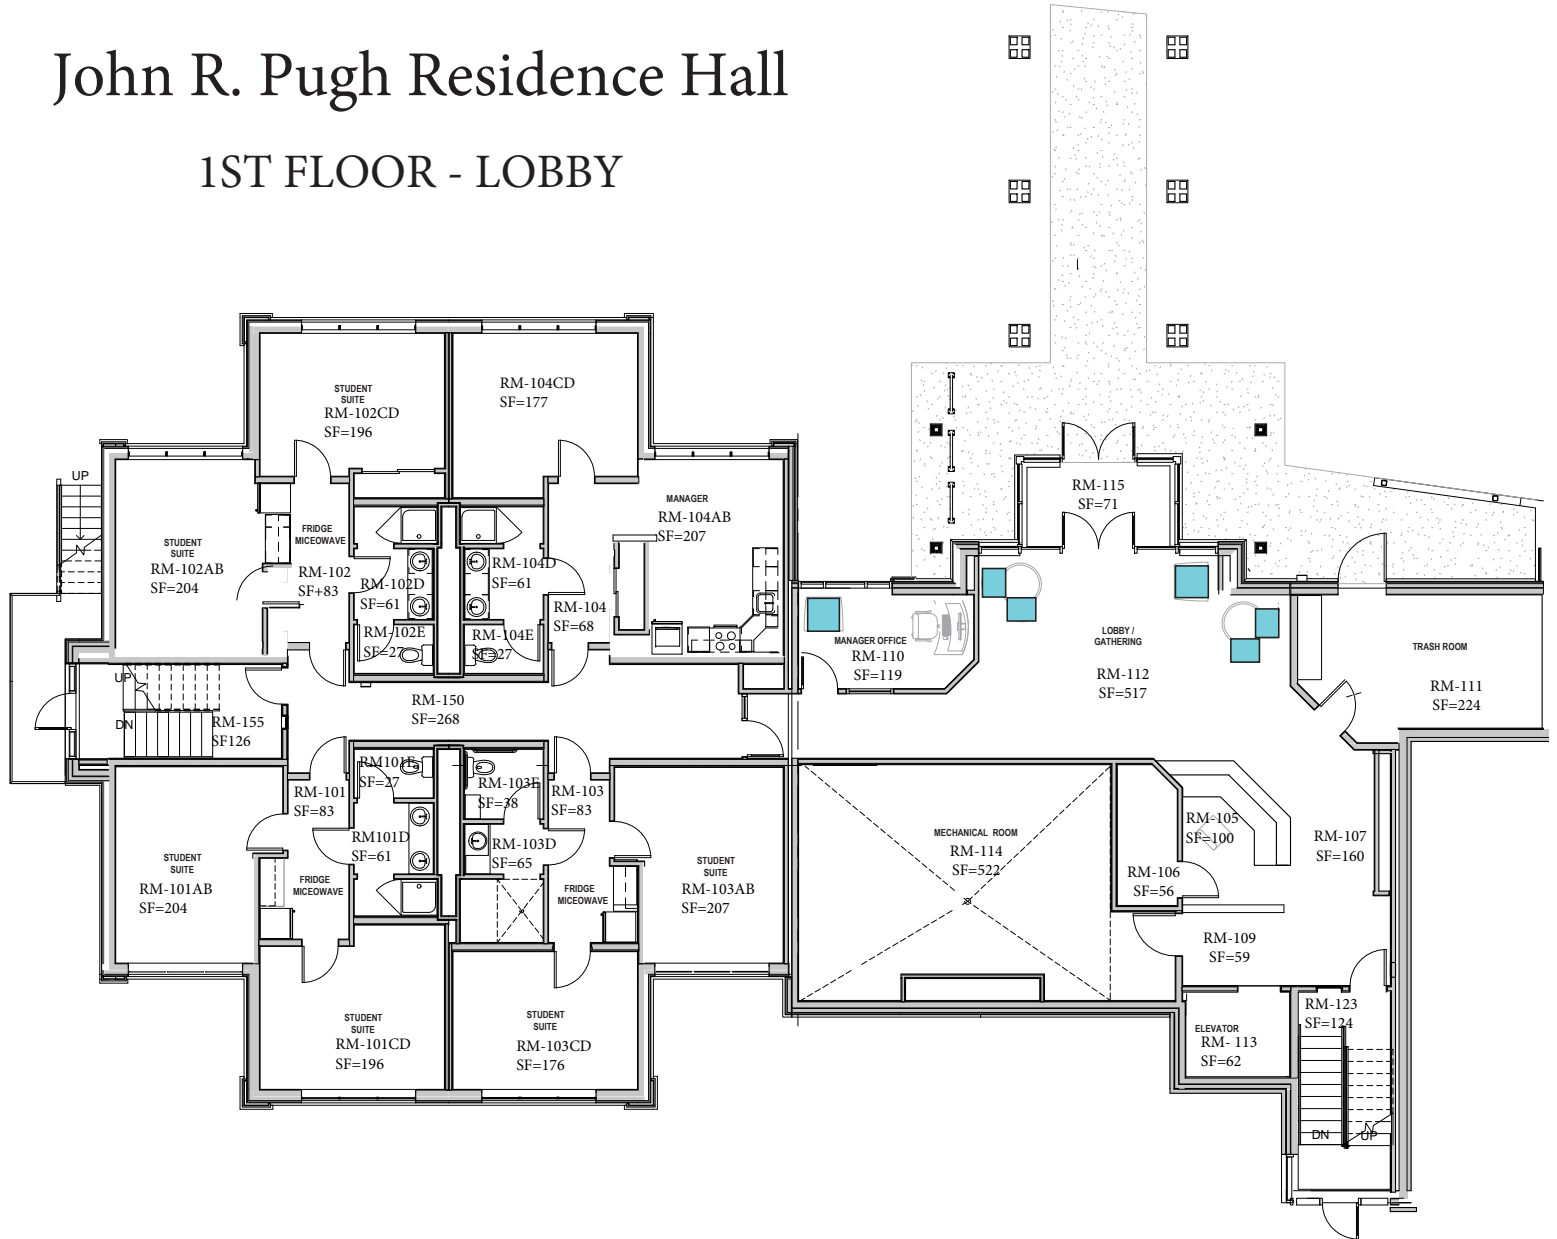 John R. Pugh Residence Hall
1ST FLOOR - LOBBY
STUDENT
SUITE
RM-102CD
SF=196
RM-104CD
SF=177
UP
STUDENT
SUITE
RM-102AB
SF=204
FRIDGE
MICEOWAVE
RM-102
SF+83
RM-102D
SF=61
RM-102E
SF=27
RM-104D
SF=61
RM-104E
SF=27
RM-104
SF=68
MANAGER
RM-104AB
SF=207
RM-115
SF=71
MANAGER OFFICE
RM-110
SF=119
LOBBY /
GATHERING
RM-112
SF=517
TRASH ROOM
RM-111
SF=224
UP
DN
RM-155
SF126
RM-150
SF=268
RM-101
SF=83
RM101E
SF=27
RM101D
SF=61
RM-103E
SF=38
RM-103D
SF=65
RM-103
SF=83
STUDENT
SUITE
RM-101AB
SF=204
FRIDGE
MICEOWAVE
FRIDGE
MICEOWAVE
STUDENT
SUITE
RM-103AB
SF=207
MECHANICAL ROOM
RM-114
SF=522
RM-105
SF=100
RM-106
SF=56
RM-107
SF=160
RM-109
SF=59
STUDENT
SUITE
RM-101CD
SF=196
STUDENT
SUITE
RM-103CD
SF=176
ELEVATOR
RM- 113
SF=62
RM-123
SF=124
DN
UP